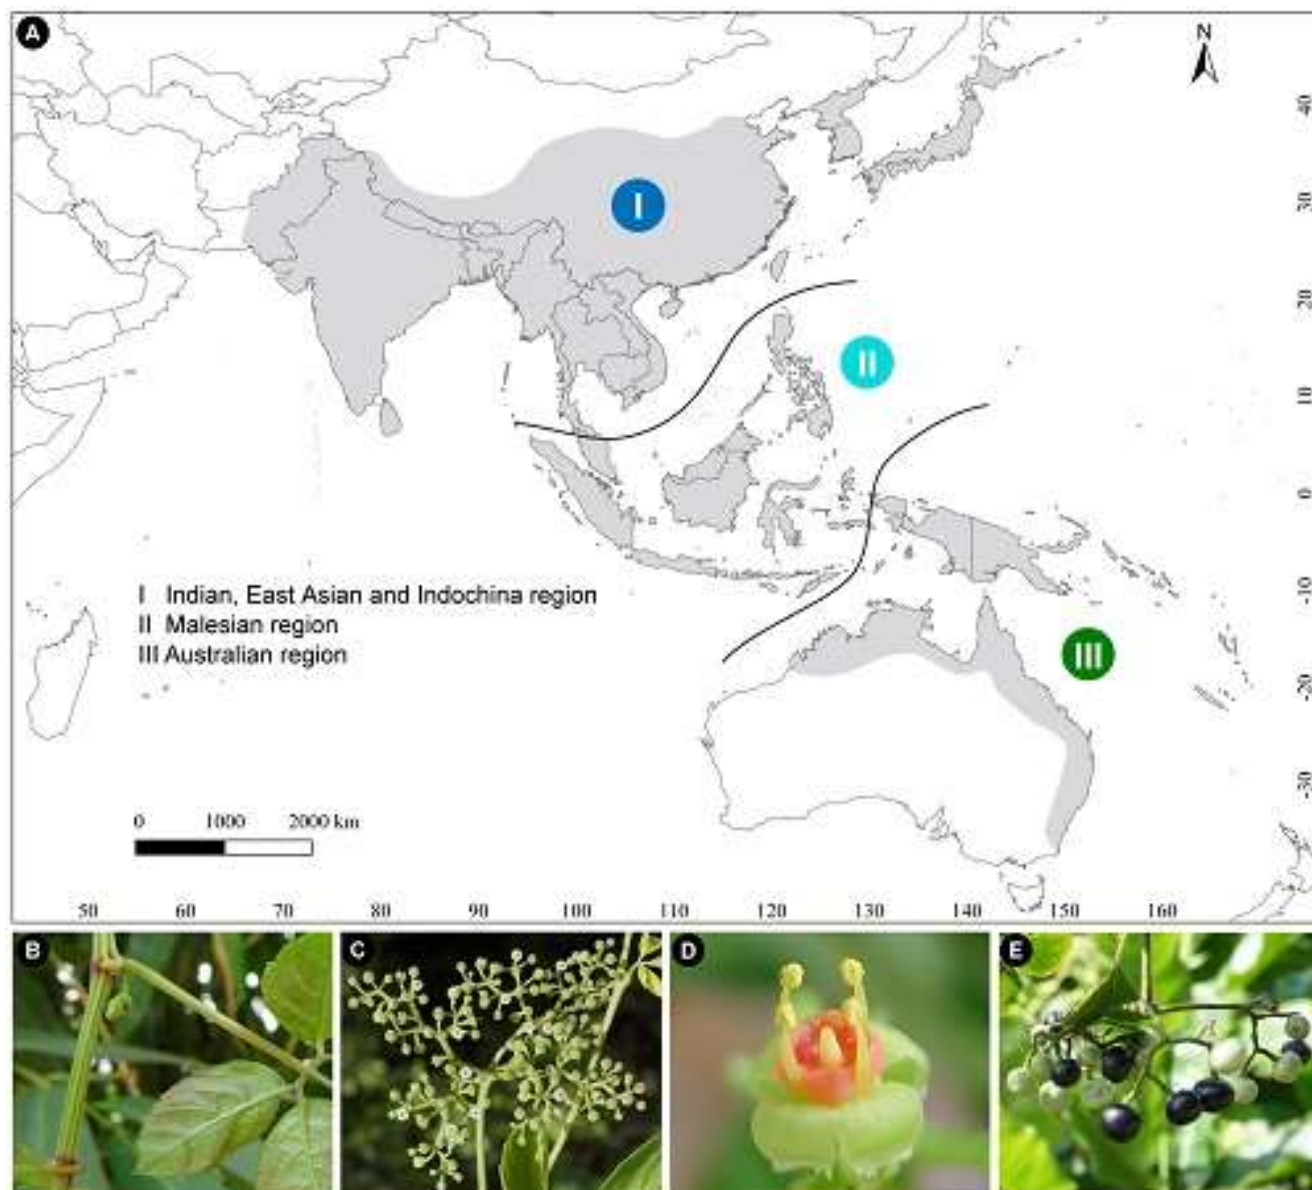 A
N
I
II
III
I Indian, East Asian and Indochina region
II Malesian region
III Australian region
0 1000 2000 km
40
30
20
10
0
-10
-20
-30
50 60 70 80 90 100 110 120 130 140 150 160
B
C
D
E